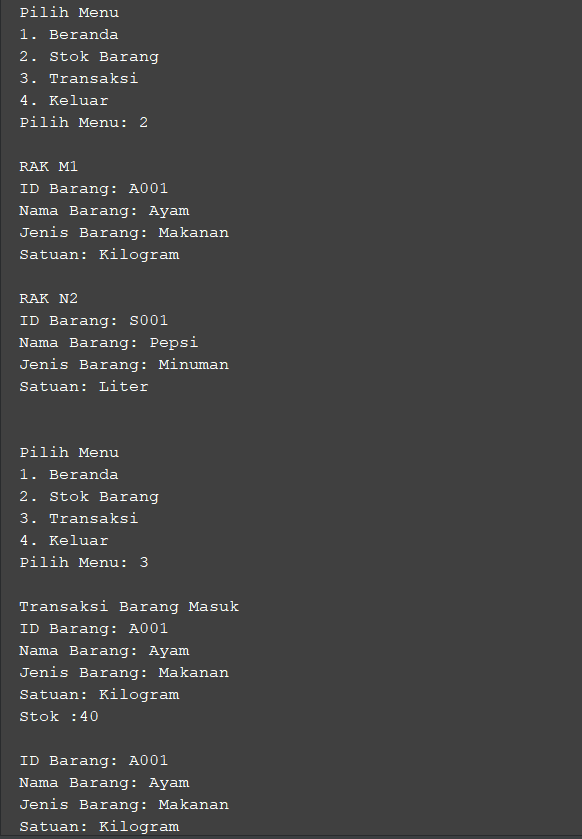 Pilih Menu
1. Beranda
2. Stok Barang
3. Transaksi
4. Keluar
Pilih Menu: 2
RAK M1
ID Barang: A001
Nama Barang: Ayam
Jenis Barang: Makanan
Satuan: Kilogram
RAK N2
ID Barang: S001
Nama Barang: Pepsi
Jenis Barang: Minuman
Satuan: Liter
Pilih Menu
1. Beranda
2. Stok Barang
3. Transaksi
4. Keluar
Pilih Menu: 3
Transaksi Barang Masuk
ID Barang: A001
Nama Barang: Ayam
Jenis Barang: Makanan
Satuan: Kilogram
Stok :40
ID Barang: A001
Nama Barang: Ayam
Jenis Barang: Makanan
Satuan: Kilogram